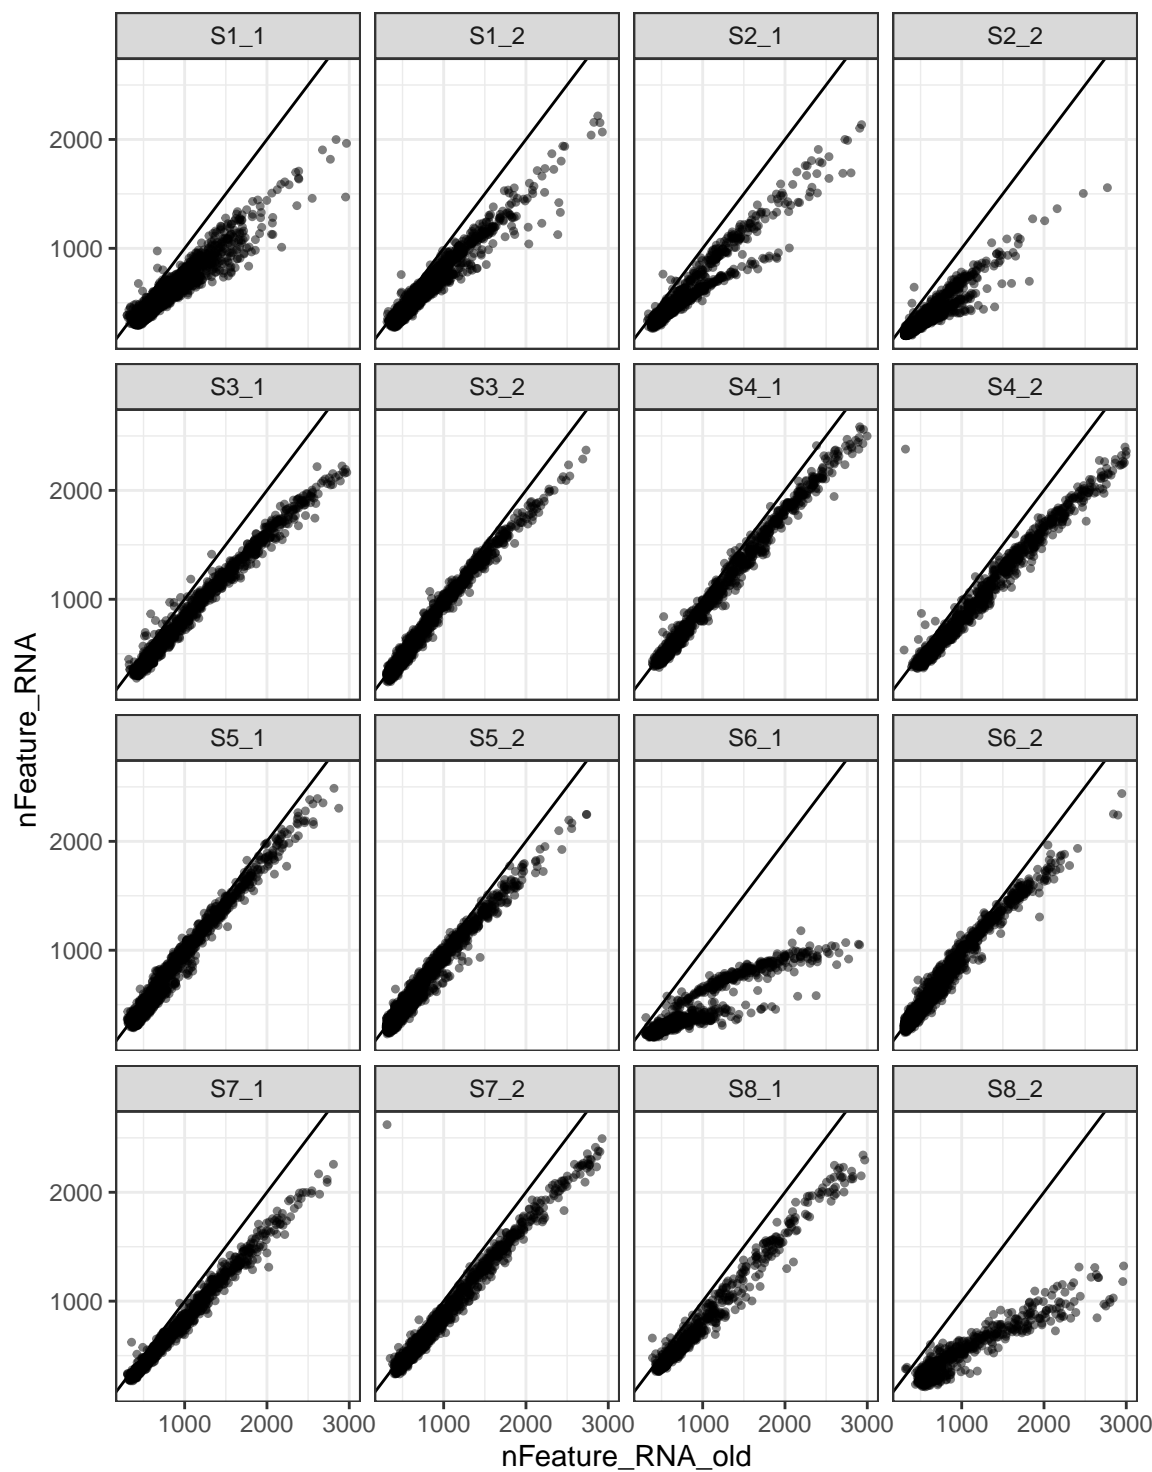 S1_1 S1_2 S2_1 S2_2
2000
1000
S3_1 S3_2 S4_1 S4_2
2000
1000
nFeature_RNA
S5_1 S5_2 S6_1 S6_2
2000
1000
S7_1 S7_2 S8_1 S8_2
2000
1000
1000 2000 3000 1000 2000 3000 1000 2000 3000 1000 2000 3000
nFeature_RNA_old